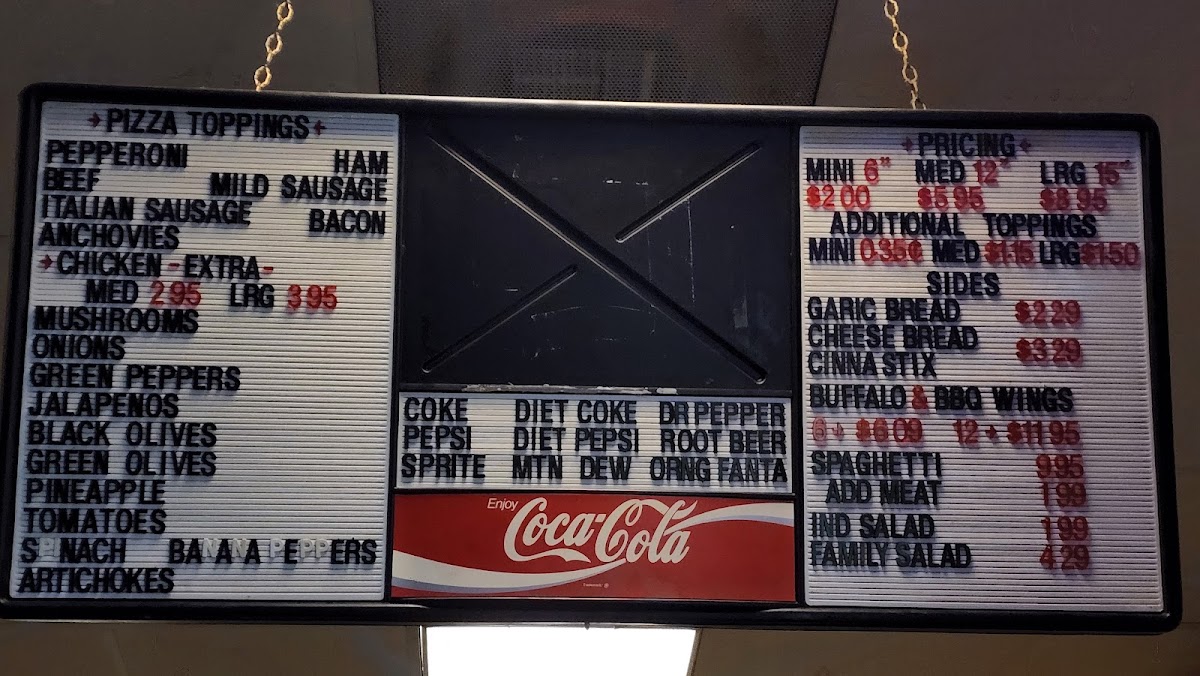 PIZZA TOPPINGS
PEPPERONI HAM
BEEF MILD SAUSAGE
ITALIAN SAUSAGE BACON
ANCHOVIES
CHICKEN -EXTRA-
MED 2.95 LRG 3.95
MUSHROOMS
ONIONS
GREEN PEPPERS
JALAPENOS
BLACK OLIVES
GREEN OLIVES
PINEAPPLE
TOMATOES
SPINACH BANANA PEPPERS
ARTICHOKES
COKE DIET COKE DR PEPPER
PEPSI DIET PEPSI ROOT BEER
SPRITE MTN DEW ORNG FANTA
Enjoy
Coca-Cola
PRICING
MINI 6" MED 12" LRG 15"
$2.00 $5.95 $8.95
ADDITIONAL TOPPINGS
MINI 0.35¢ MED $1.15 LRG $1.50
SIDES
GARIC BREAD $2.29
CHEESE BREAD
CINNA STIX $3.29
BUFFALO & BBQ WINGS
6 $6.09 12 $11.95
SPAGHETTI 9.95
ADD MEAT 1.99
IND SALAD 1.99
FAMILY SALAD 4.29